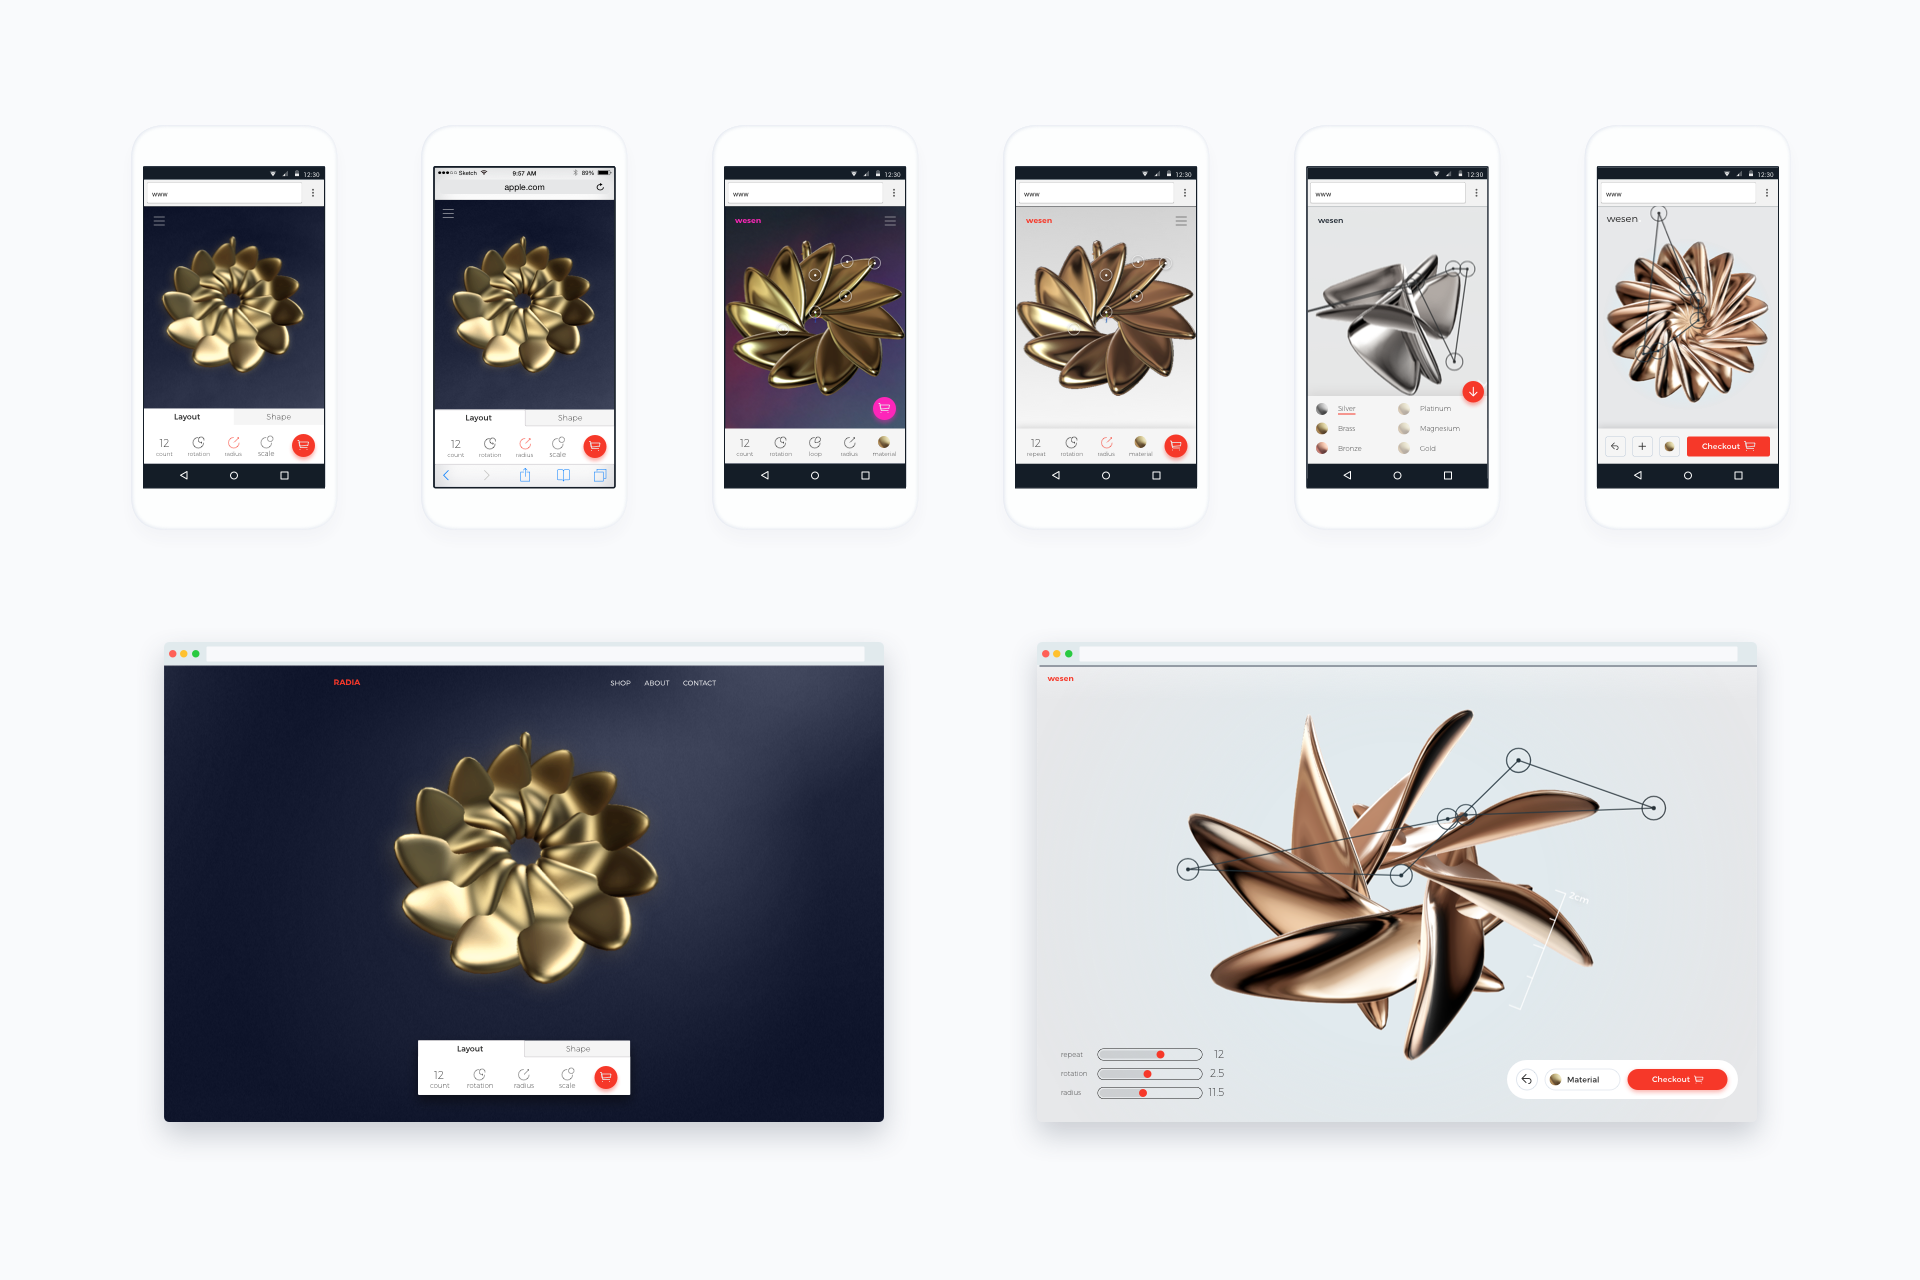 12:30
www
Layout Shape
12
count rotation radius scale
Sketch 9:57 AM 89%
apple.com
Layout Shape
12
count rotation radius scale
12:30
www
wesen
12
count rotation loop radius material
12:30
www
wesen
12
repeat rotation radius material
12:30
www
wesen
Silver Platinum
Brass Magnesium
Bronze Gold
12:30
www
wesen
Checkout
RADIA SHOP ABOUT CONTACT
Layout Shape
12
count rotation radius scale
wesen
2cm
repeat 12
rotation 2.5
radius 11.5
Material Checkout